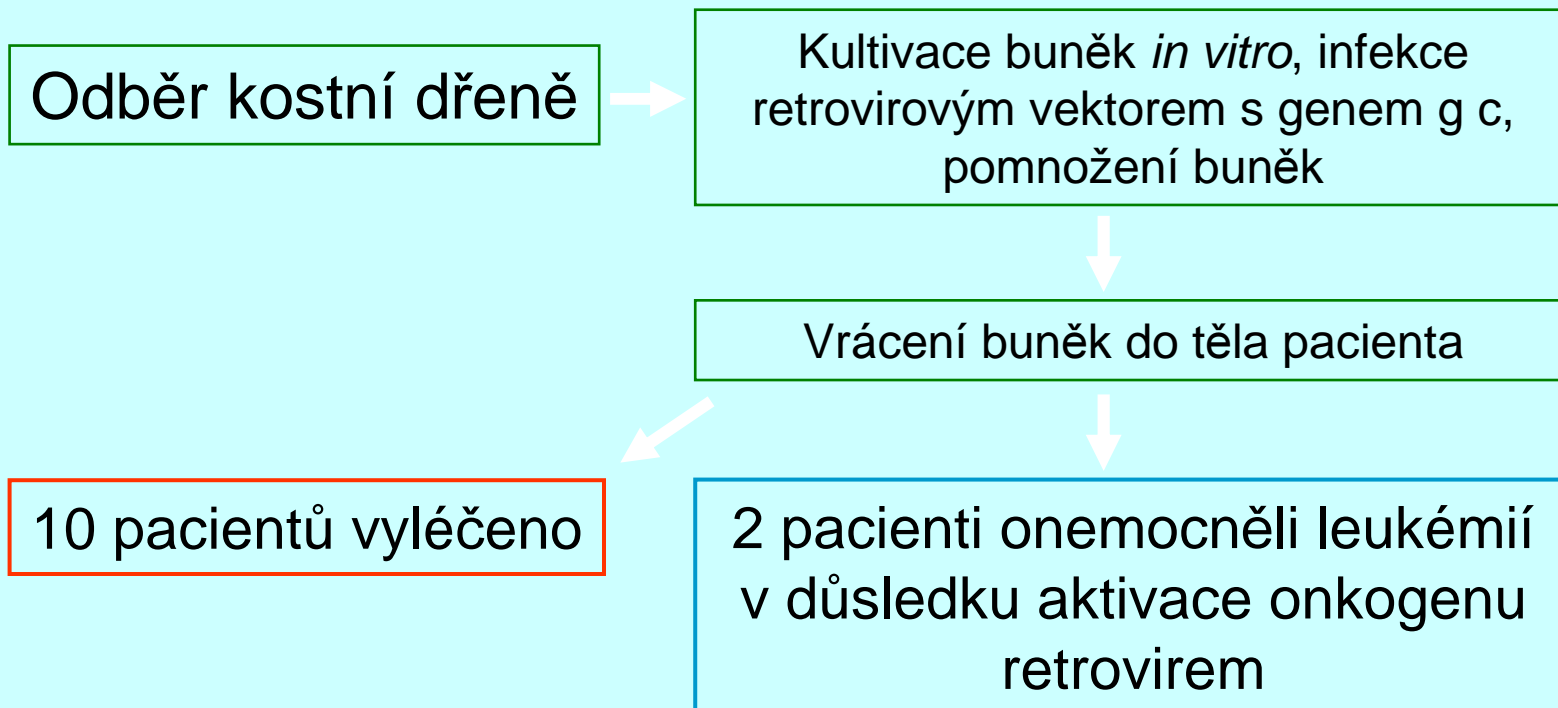 Odběr kostní dřeně
Kultivace buněk in vitro, infekce
retrovirovým vektorem s genem g c,
pomnožení buněk
Vrácení buněk do těla pacienta
10 pacientů vyléčeno
2 pacienti onemocněli leukémií
v důsledku aktivace onkogenu
retrovirem